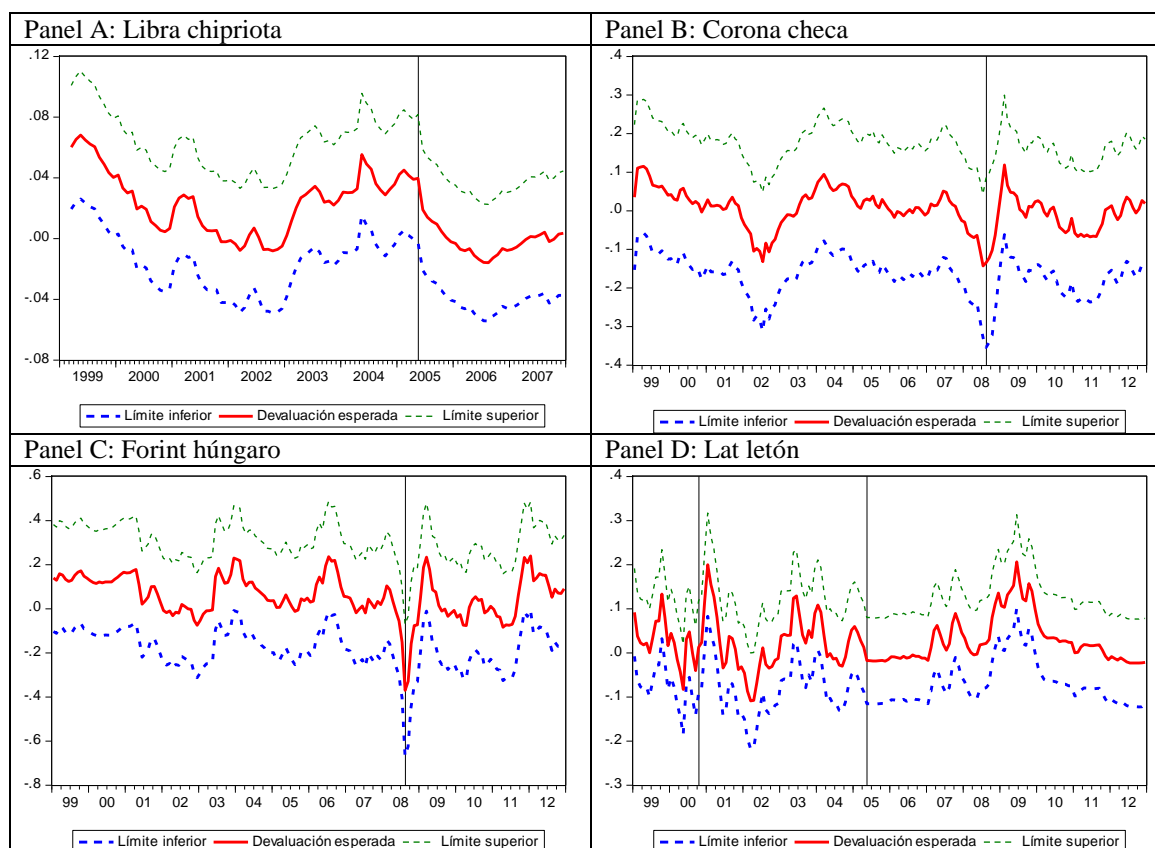 Panel A: Libra chipriota
.12
.08
.04
.00
-.04
-.08
1999 2000 2001 2002 2003 2004 2005 2006 2007
Límite inferior Devaluación esperada Límite superior
Panel B: Corona checa
.4
.3
.2
.1
.0
-.1
-.2
-.3
-.4
99 00 01 02 03 04 05 06 07 08 09 10 11 12
Límite inferior Devaluación esperada Límite superior
Panel C: Forint húngaro
.6
.4
.2
.0
-.2
-.4
-.6
-.8
99 00 01 02 03 04 05 06 07 08 09 10 11 12
Límite inferior Devaluación esperada Límite superior
Panel D: Lat letón
.4
.3
.2
.1
.0
-.1
-.2
-.3
99 00 01 02 03 04 05 06 07 08 09 10 11 12
Límite inferior Devaluación esperada Límite superior